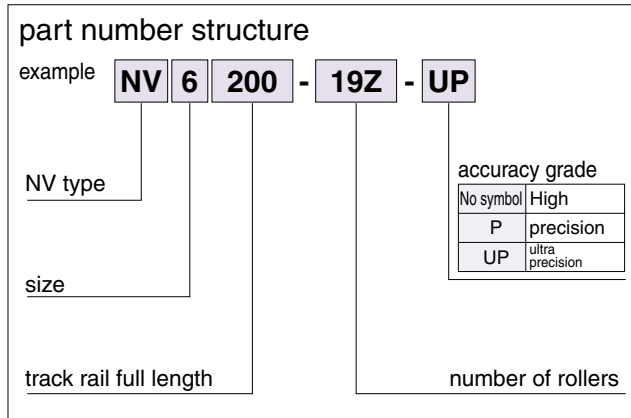 part number structure
example NV 6 200 - 19Z - UP
NV type
size
track rail full length
number of rollers
accuracy grade
No symbol High
P precision
UP ultra precision